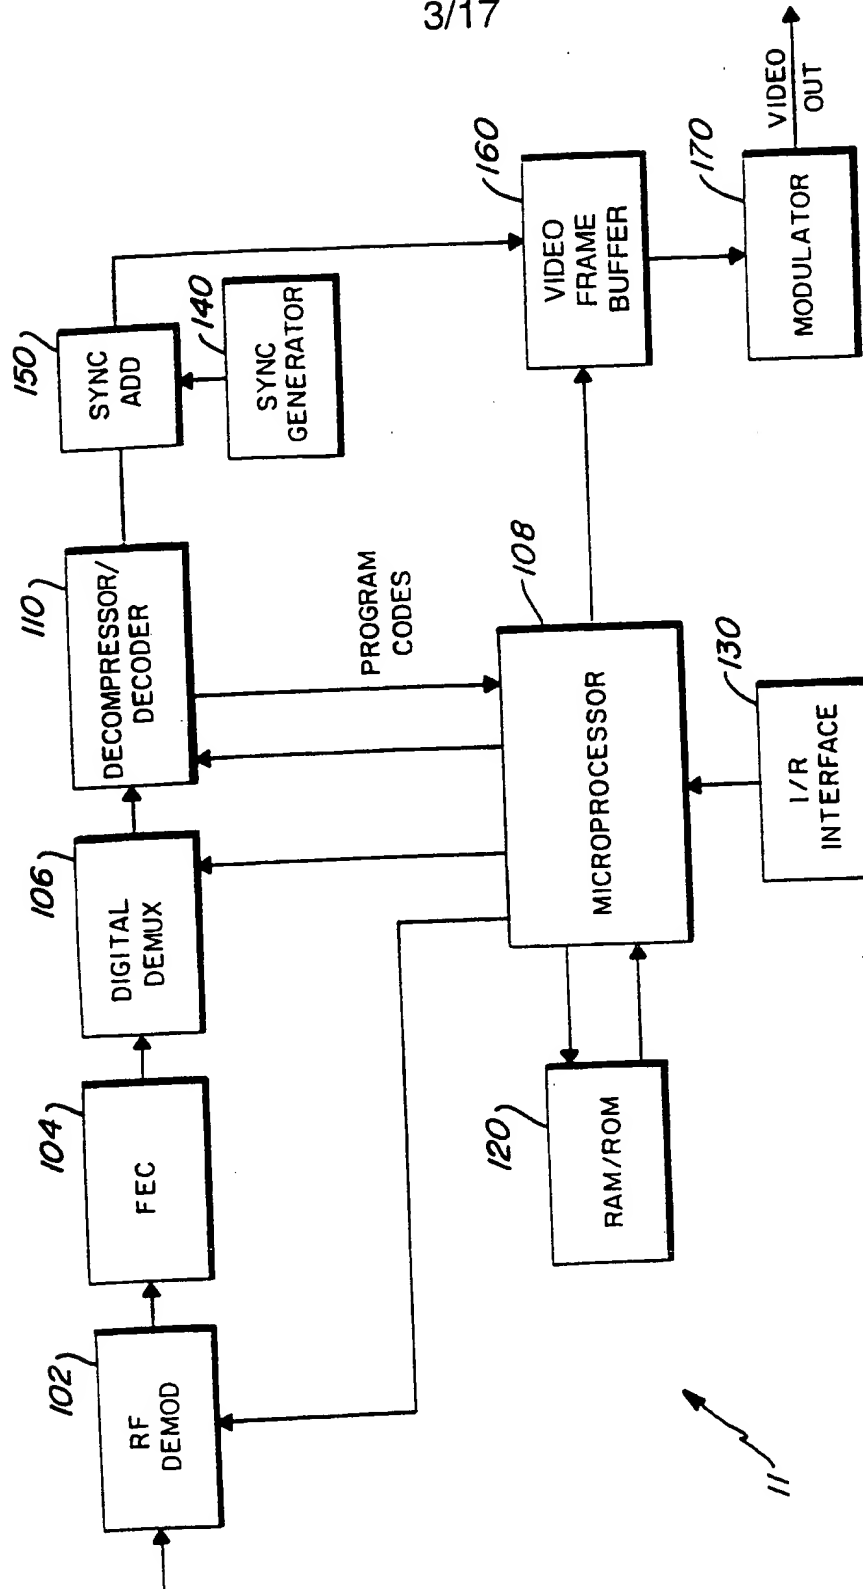 3/17
102
RF
DEMOD
104
FEC
106
DIGITAL
DEMUX
110
DECOMPRESSOR/
DECODER
150
SYNC
ADD
140
SYNC
GENERATOR
PROGRAM
CODES
108
MICROPROCESSOR
120
RAM/ROM
130
I/R
INTERFACE
160
VIDEO
FRAME
BUFFER
170
MODULATOR
VIDEO
OUT
11